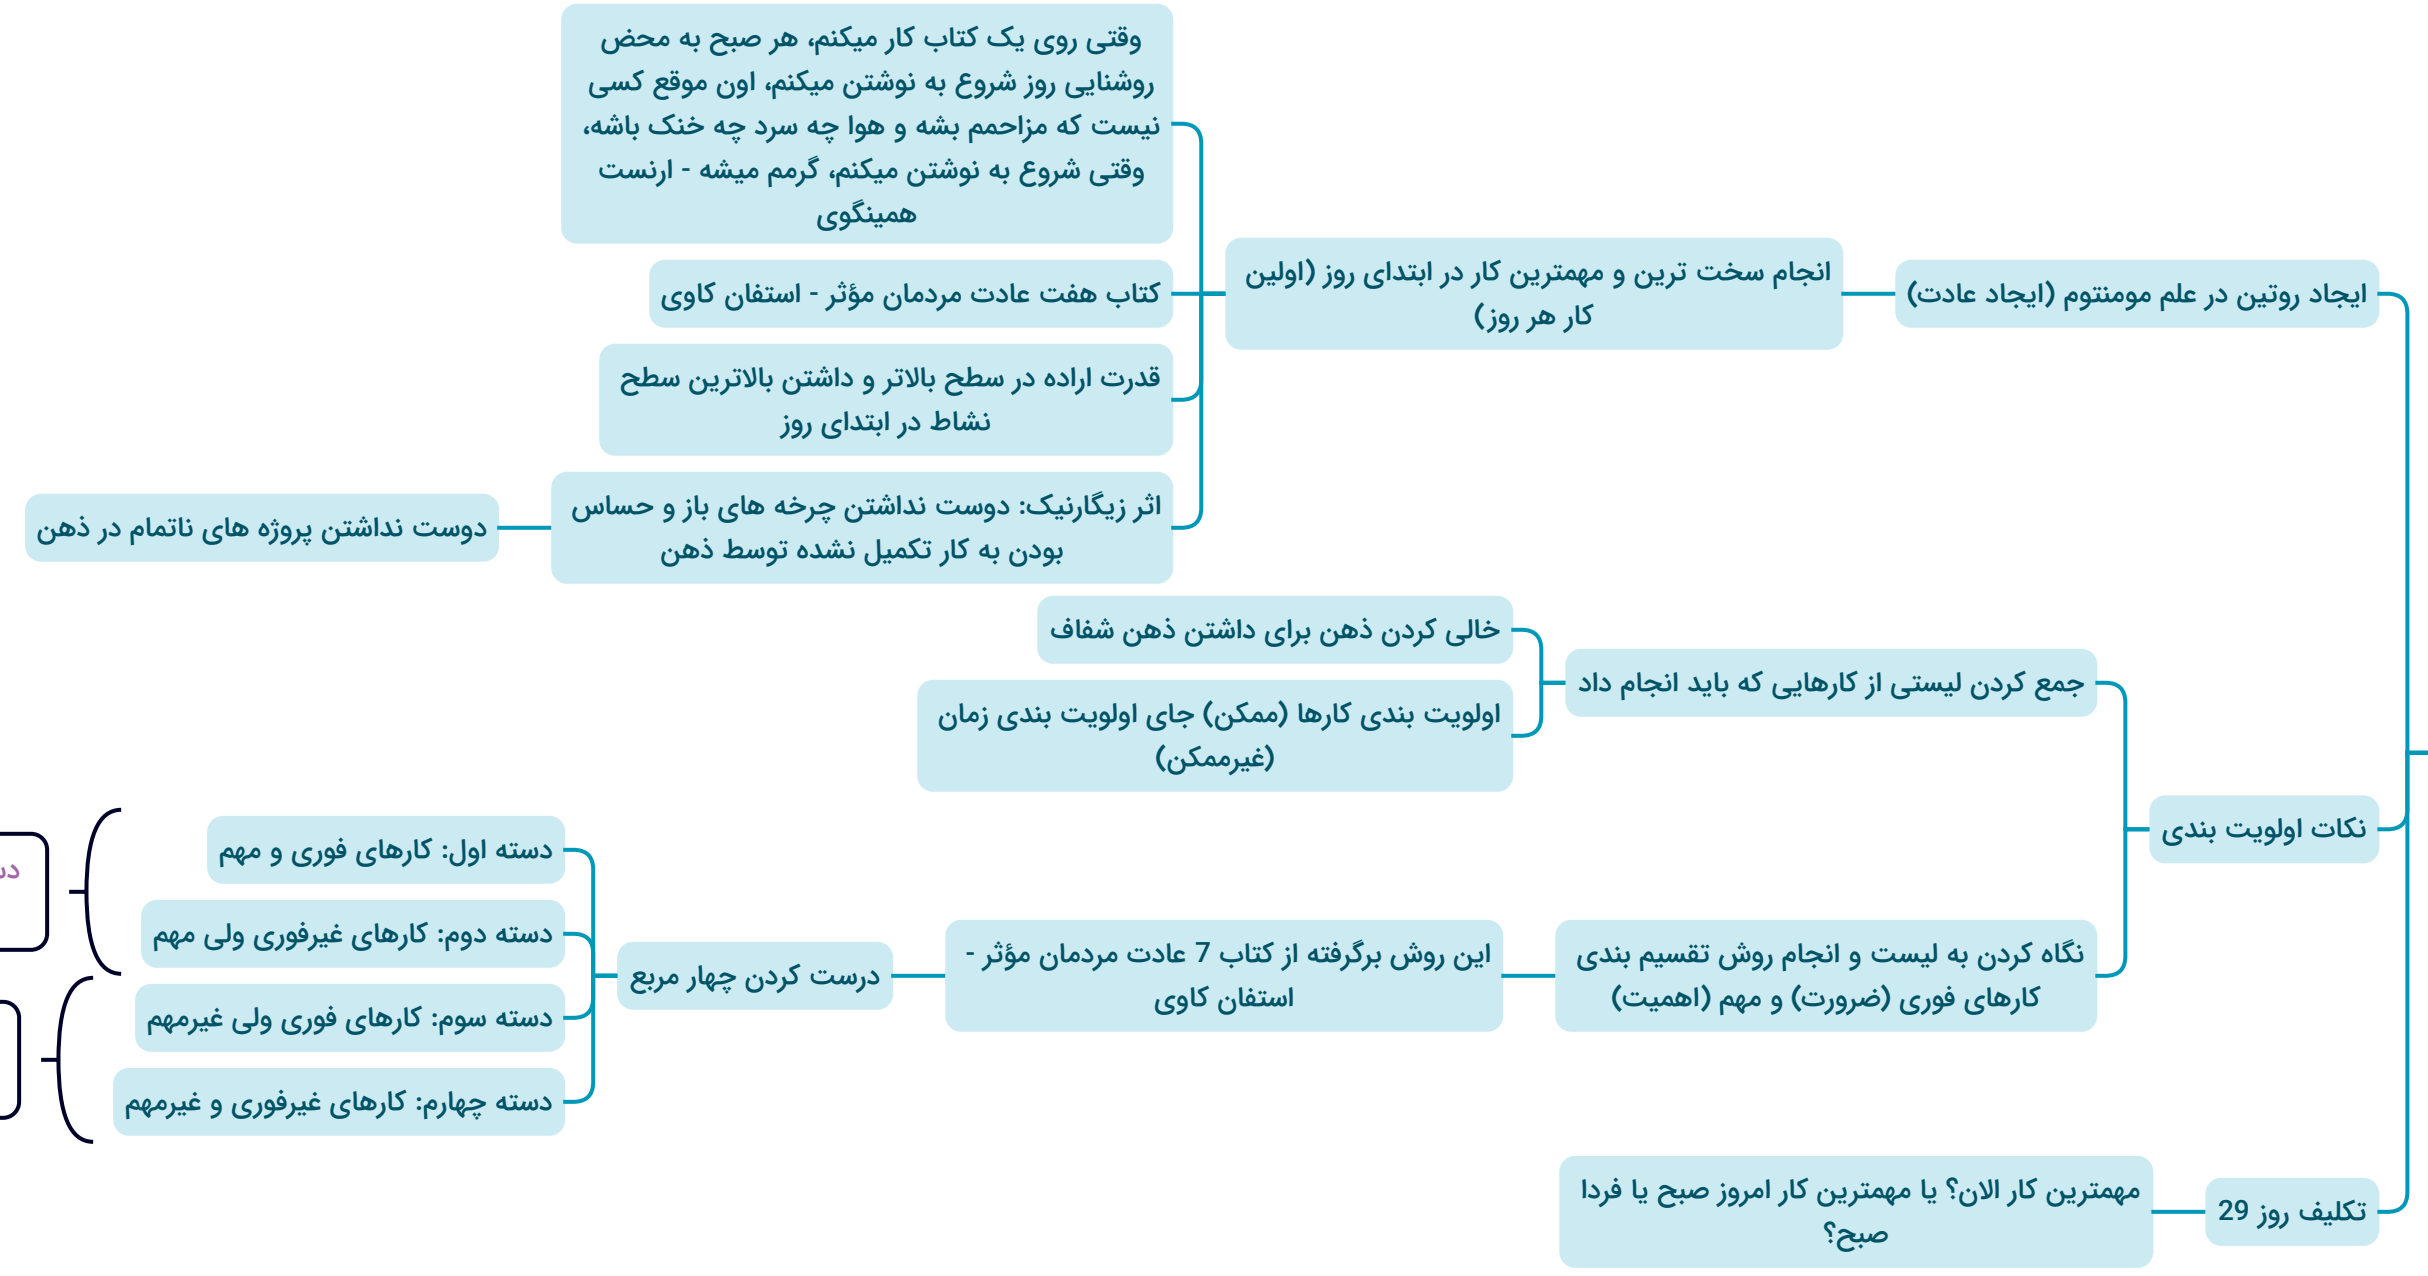 ایجاد روتین در علم مومنتوم (ایجاد عادت)
انجام سخت ترین و مهمترین کار در ابتدای روز (اولین
کار هر روز)
وقتی روی یک کتاب کار میکنم، هر صبح به محض
روشنایی روز شروع به نوشتن میکنم، اون موقع کسی
نیست که مزاحمم بشه و هوا چه سرد چه خنک باشه،
وقتی شروع به نوشتن میکنم، گرمم میشه - ارنست
همینگوی
کتاب هفت عادت مردمان مؤثر - استفان کاوی
قدرت اراده در سطح بالاتر و داشتن بالاترین سطح
نشاط در ابتدای روز
اثر زیگارنیک: دوست نداشتن چرخه های باز و حساس
بودن به کار تکمیل نشده توسط ذهن
دوست نداشتن پروژه های ناتمام در ذهن
نکات اولویت بندی
جمع کردن لیستی از کارهایی که باید انجام داد
خالی کردن ذهن برای داشتن ذهن شفاف
اولویت بندی کارها (ممکن) جای اولویت بندی زمان
(غیرممکن)
نگاه کردن به لیست و انجام روش تقسیم بندی
کارهای فوری (ضرورت) و مهم (اهمیت)
این روش برگرفته از کتاب 7 عادت مردمان مؤثر -
استفان کاوی
درست کردن چهار مربع
دسته اول: کارهای فوری و مهم
دسته دوم: کارهای غیرفوری ولی مهم
دسته سوم: کارهای فوری ولی غیرمهم
دسته چهارم: کارهای غیرفوری و غیرمهم
تکلیف روز 29
مهمترین کار الان؟ یا مهمترین کار امروز صبح یا فردا
صبح؟